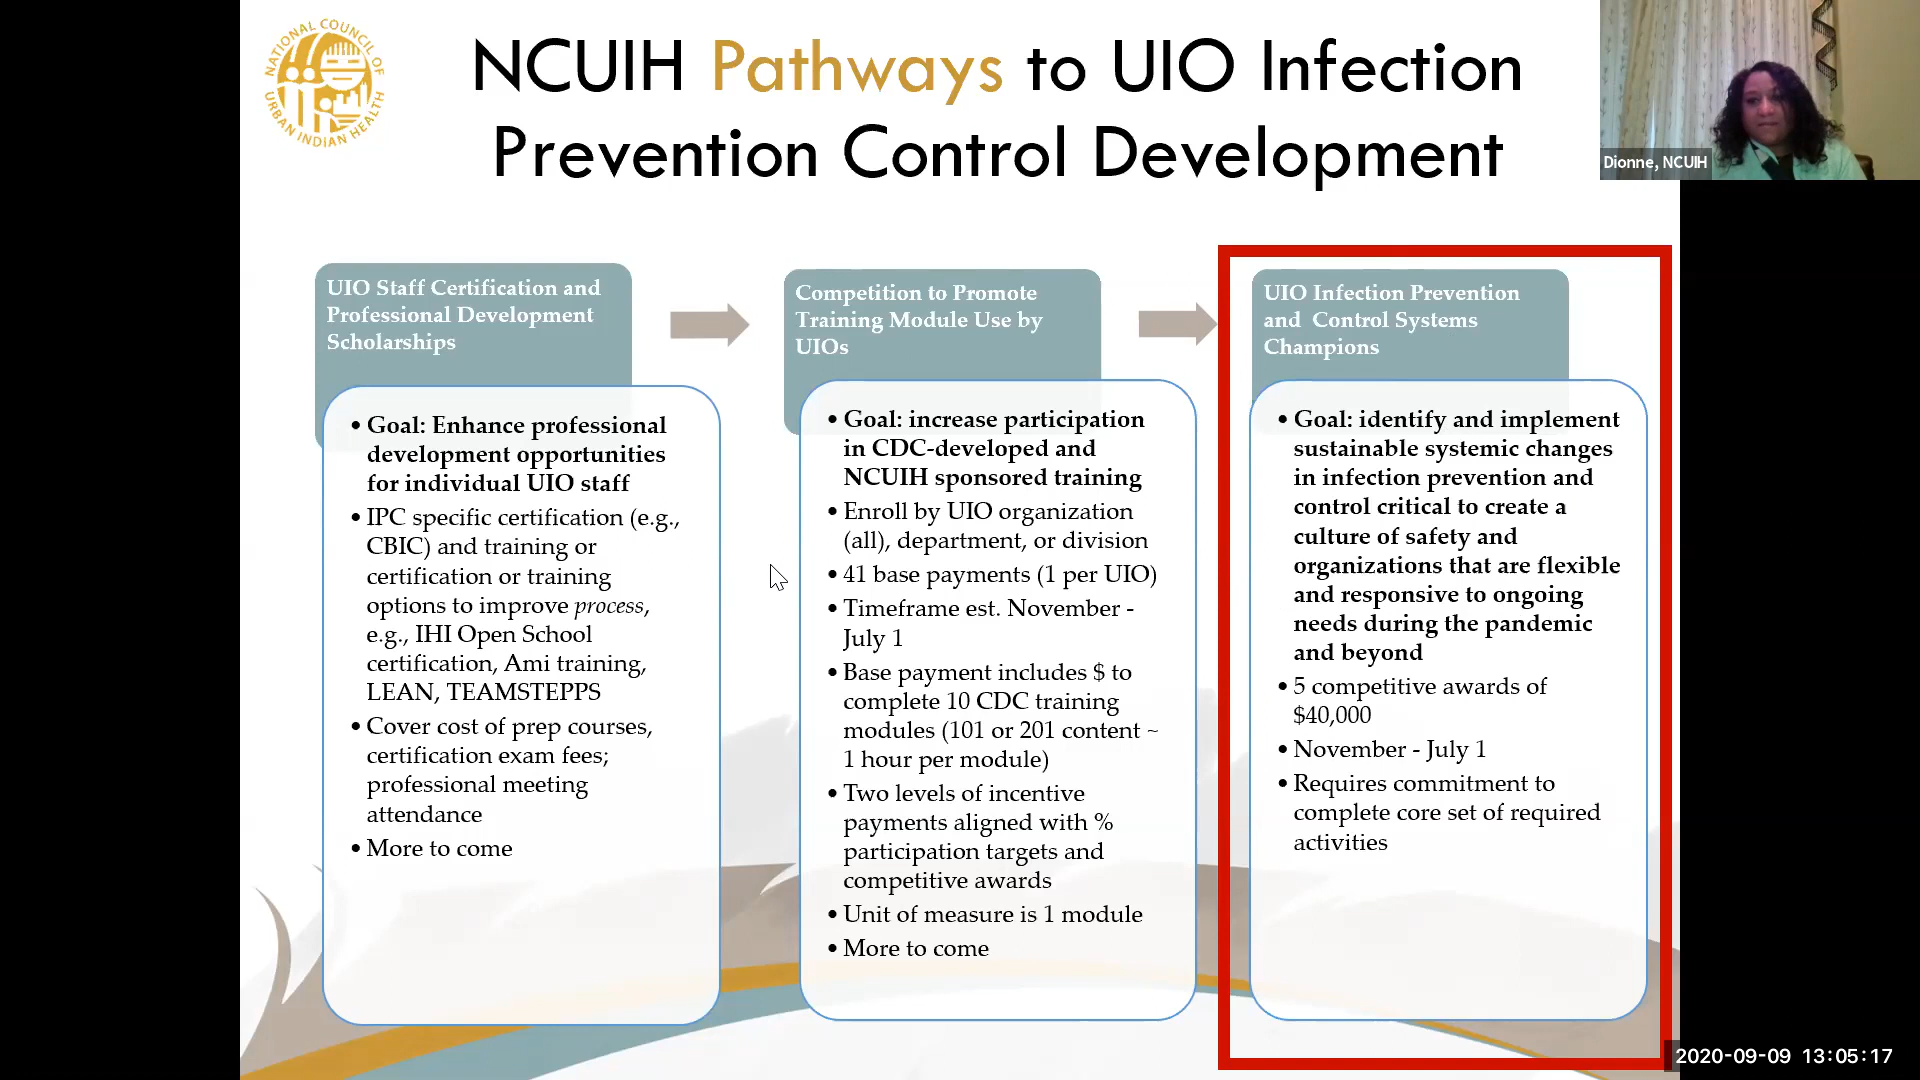 NATIONAL COUNCIL OF
URBAN INDIAN HEALTH
NCUIH Pathways to UIO Infection
Prevention Control Development
Dionne, NCUIH
UIO Staff Certification and
Professional Development
Scholarships
• Goal: Enhance professional
development opportunities
for individual UIO staff
• IPC specific certification (e.g.,
CBIC) and training or
certification or training
options to improve process,
e.g., IHI Open School
certification, Ami training,
LEAN, TEAMSTEPPS
• Cover cost of prep courses,
certification exam fees;
professional meeting
attendance
• More to come
Competition to Promote
Training Module Use by
UIOs
• Goal: increase participation
in CDC-developed and
NCUIH sponsored training
• Enroll by UIO organization
(all), department, or division
• 41 base payments (1 per UIO)
• Timeframe est. November -
July 1
• Base payment includes $ to
complete 10 CDC training
modules (101 or 201 content ~
1 hour per module)
• Two levels of incentive
payments aligned with %
participation targets and
competitive awards
• Unit of measure is 1 module
• More to come
UIO Infection Prevention
and Control Systems
Champions
• Goal: identify and implement
sustainable systemic changes
in infection prevention and
control critical to create a
culture of safety and
organizations that are flexible
and responsive to ongoing
needs during the pandemic
and beyond
• 5 competitive awards of
$40,000
• November - July 1
• Requires commitment to
complete core set of required
activities
2020-09-09 13:05:17